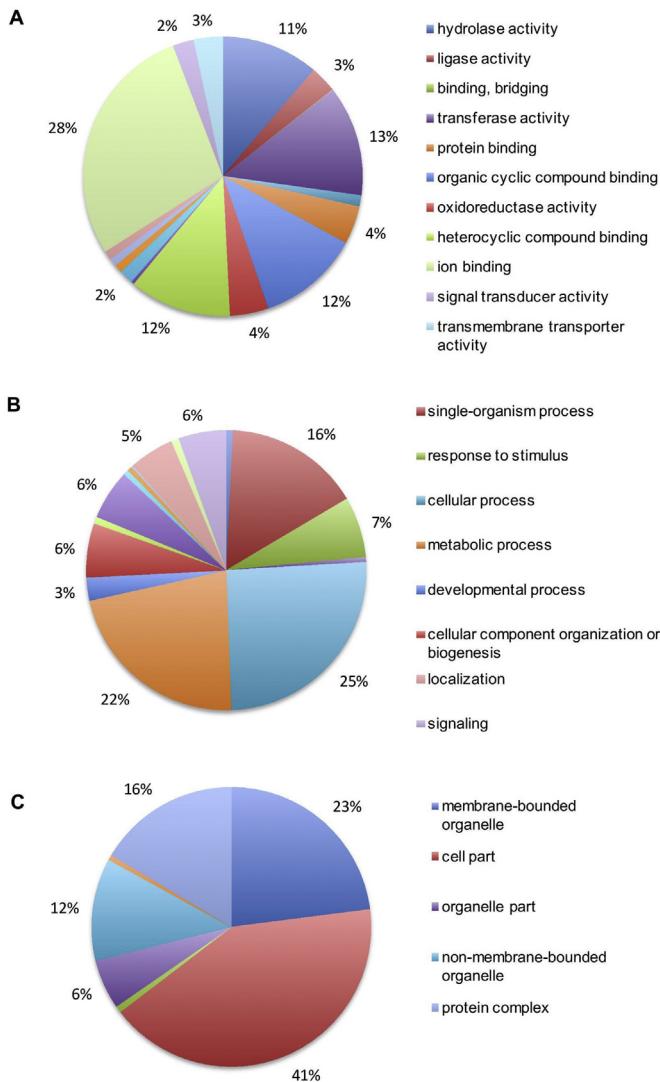 A
2%
3%
11%
3%
28%
13%
4%
2%
12%
12%
4%
hydrolase activity
ligase activity
binding, bridging
transferase activity
protein binding
organic cyclic compound binding
oxidoreductase activity
heterocyclic compound binding
ion binding
signal transducer activity
transmembrane transporter
activity
B
6%
5%
16%
6%
7%
6%
3%
22%
25%
single-organism process
response to stimulus
cellular process
metabolic process
developmental process
cellular component organization or
biogenesis
localization
signaling
C
16%
23%
12%
6%
41%
membrane-bounded
organelle
cell part
organelle part
non-membrane-bounded
organelle
protein complex